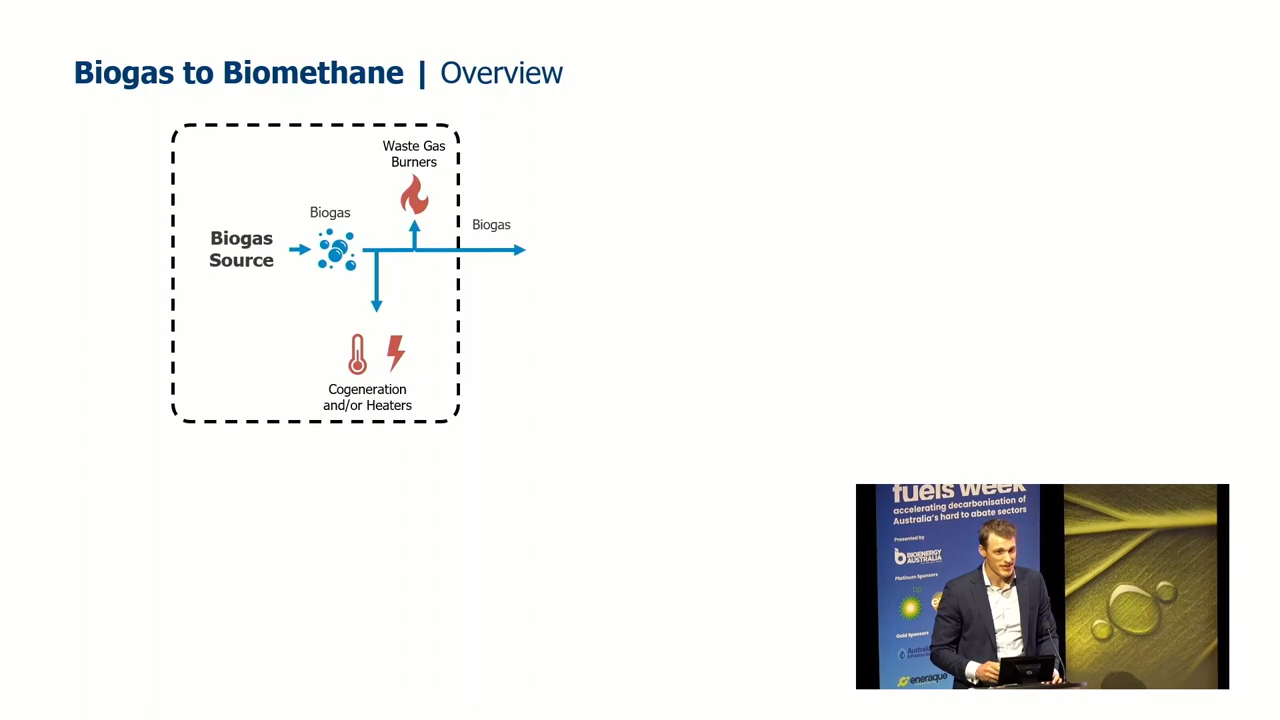 Biogas to Biomethane | Overview
Waste Gas
Burners
Biogas
Biogas
Biogas
Source
Cogeneration
and/or Heaters
fuels week
accelerating decarbonisation of
Australia's hard to abate sectors
Presented by
BIOENERGY
AUSTRALIA
Platinum Sponsors
bp
Gold Sponsors
eneraque